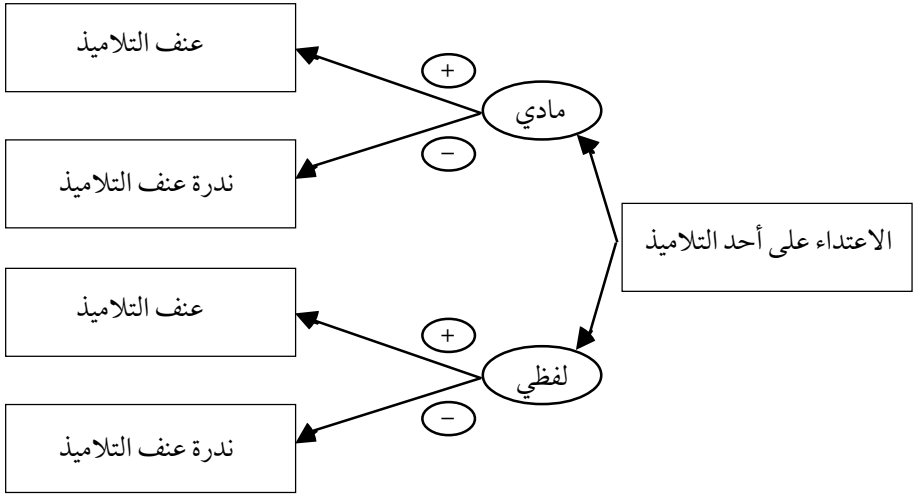 الاعتداء على أحد التلاميذ
مادي
+
عنف التلاميذ
−
ندرة عنف التلاميذ
لفظي
+
عنف التلاميذ
−
ندرة عنف التلاميذ